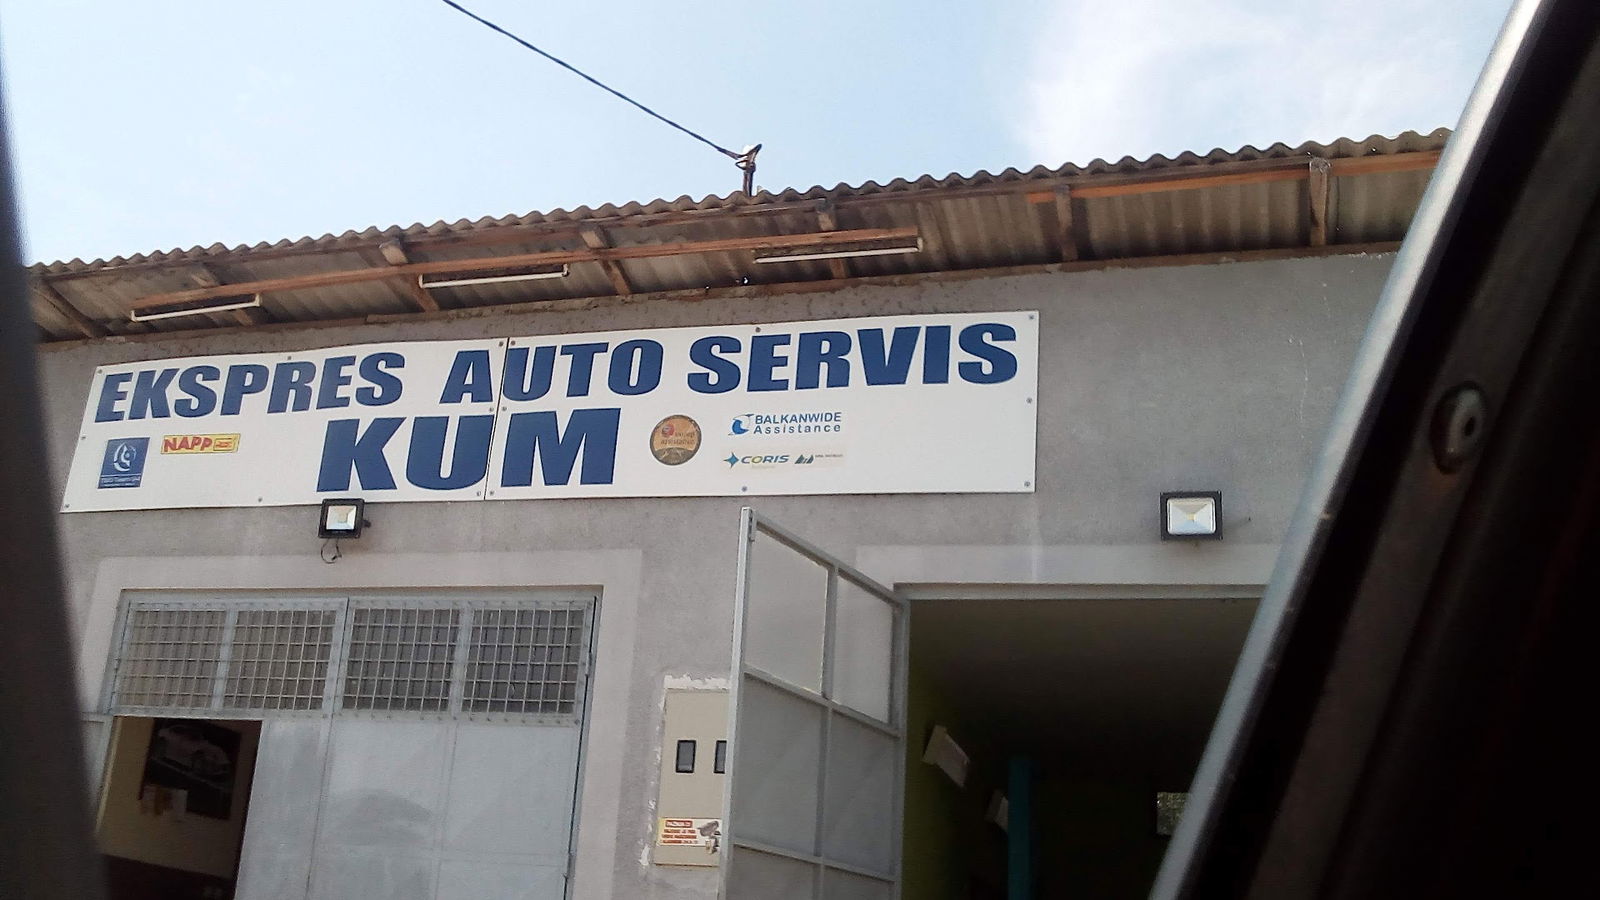 EKSPRES AUTO SERVIS
KUM
NAPP
BALKANWIDE
Assistance
CORIS